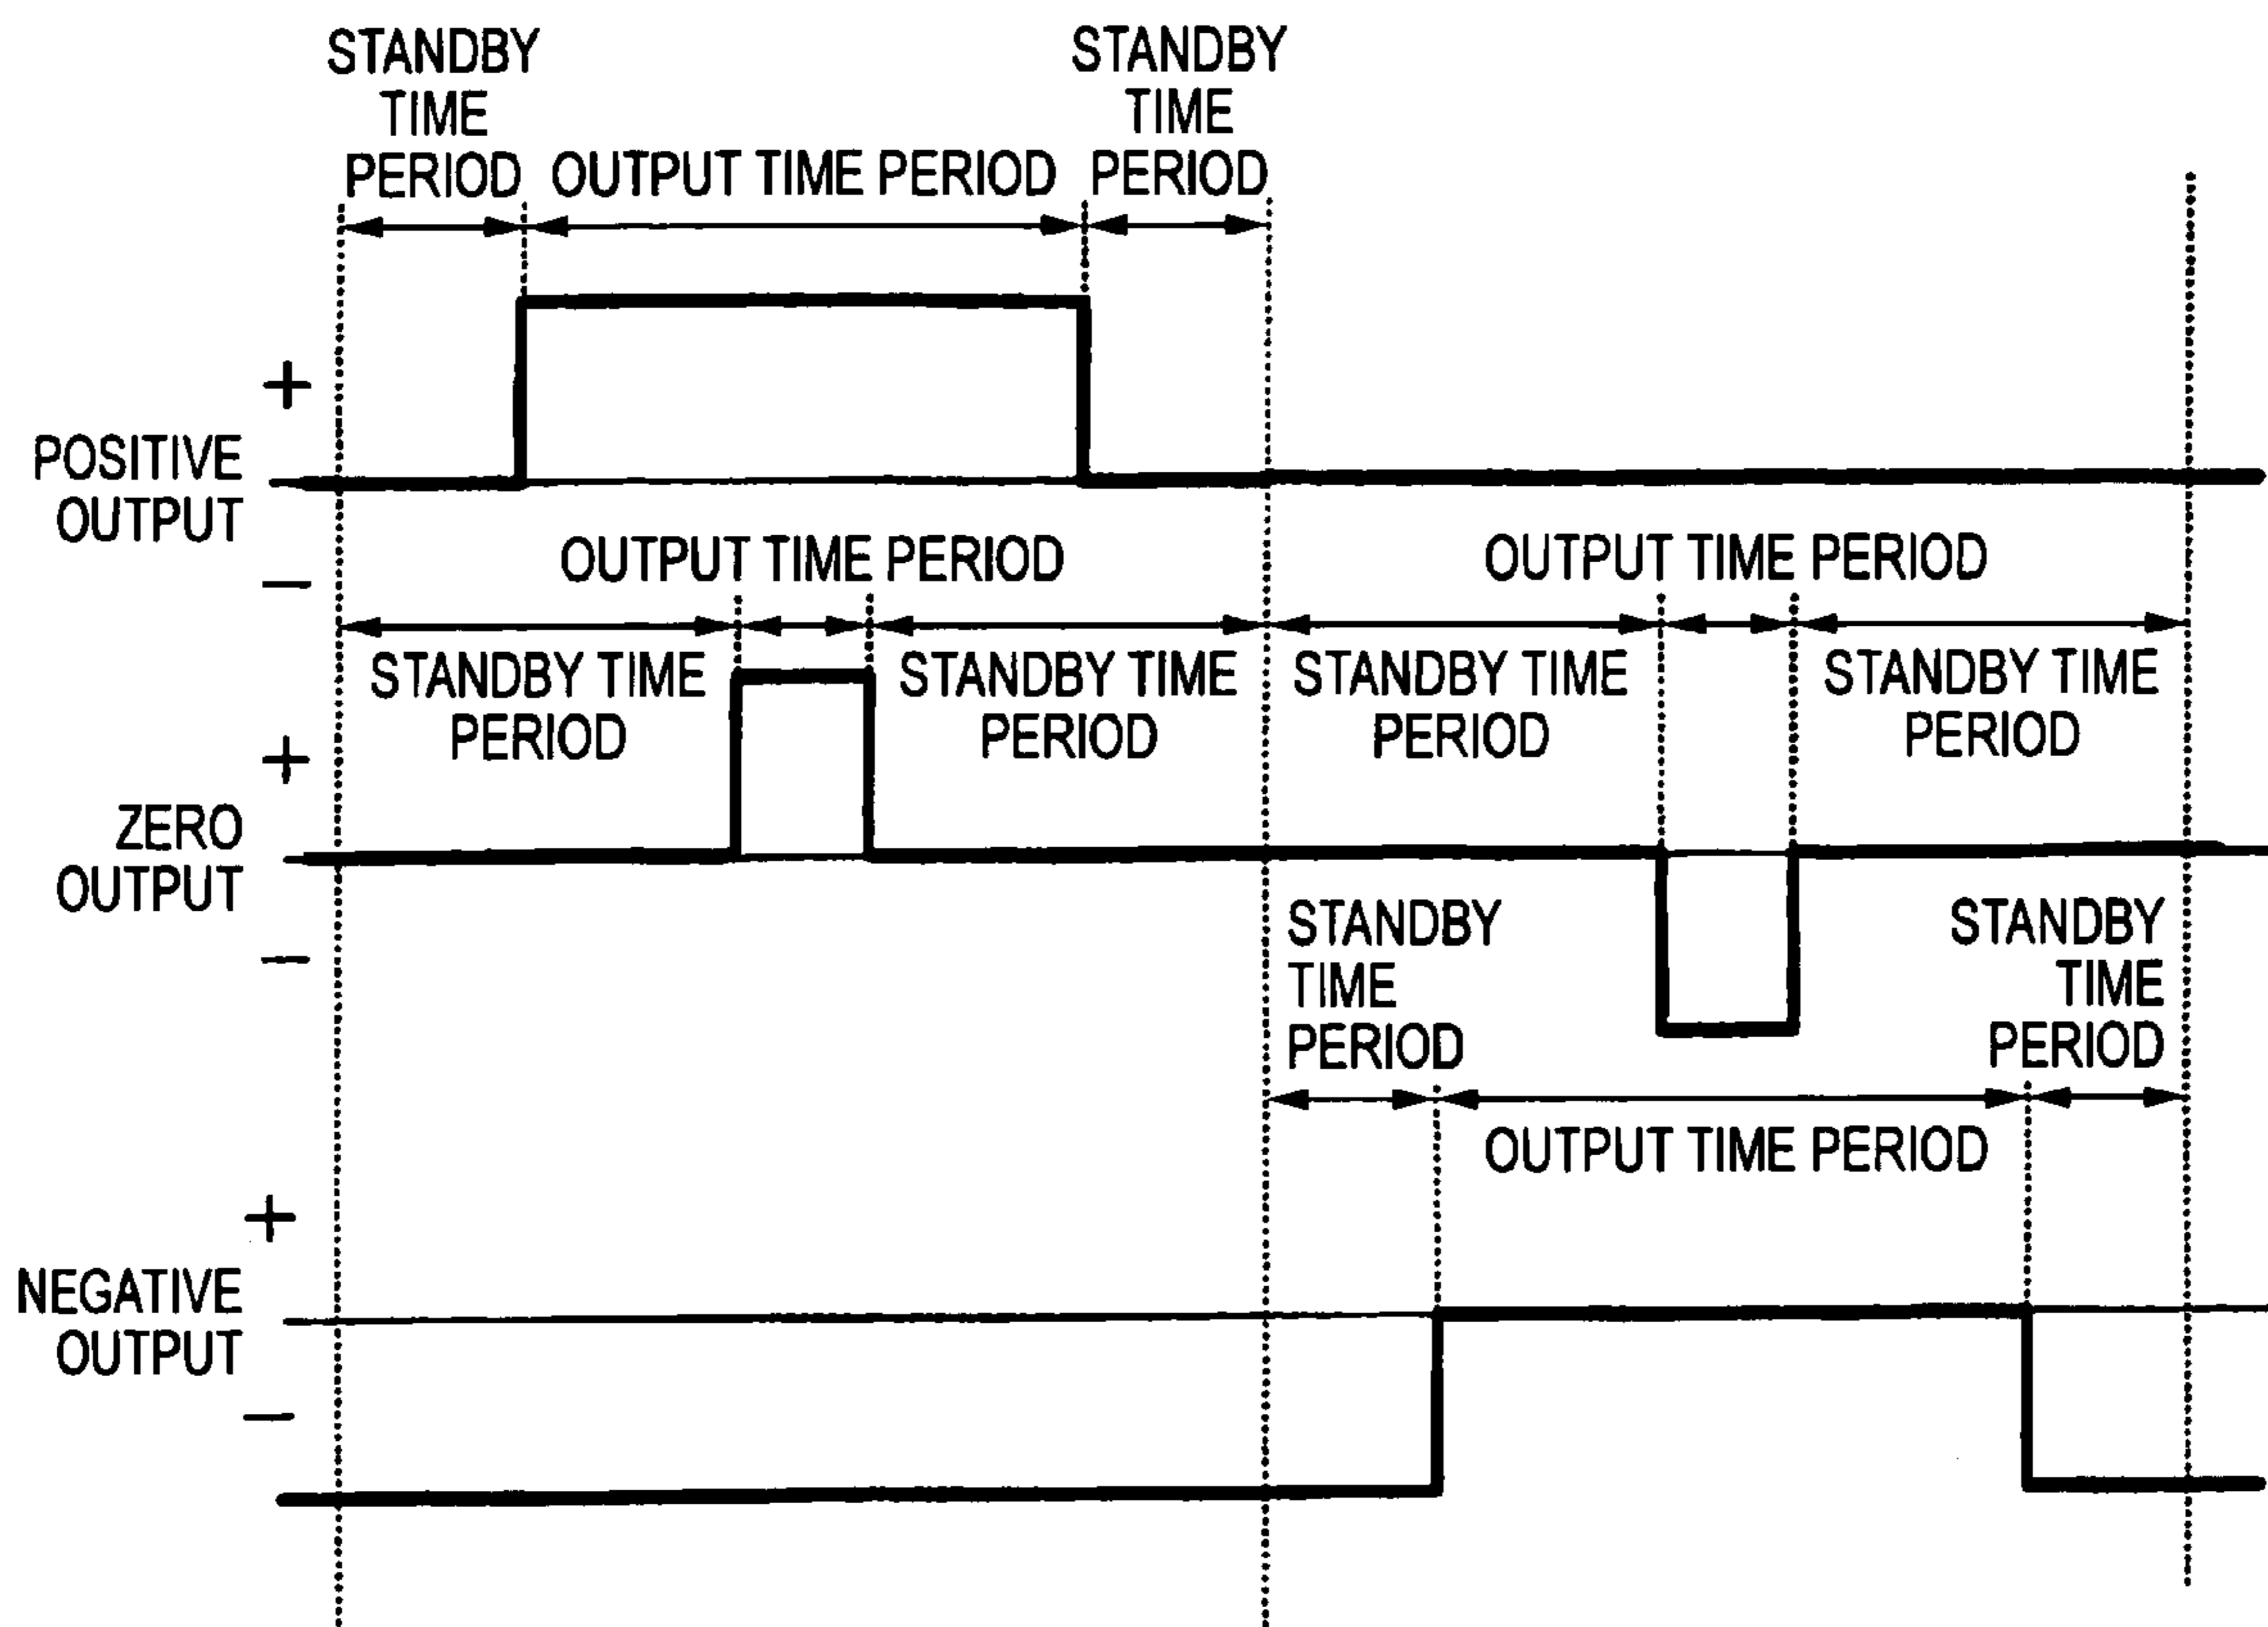 STANDBY
TIME
PERIOD
OUTPUT TIME PERIOD
STANDBY
TIME
PERIOD
+
POSITIVE
OUTPUT
−
OUTPUT TIME PERIOD
OUTPUT TIME PERIOD
STANDBY TIME
PERIOD
STANDBY TIME
PERIOD
STANDBY TIME
PERIOD
STANDBY TIME
PERIOD
+
ZERO
OUTPUT
−
STANDBY
TIME
PERIOD
STANDBY
TIME
PERIOD
OUTPUT TIME PERIOD
+
NEGATIVE
OUTPUT
−